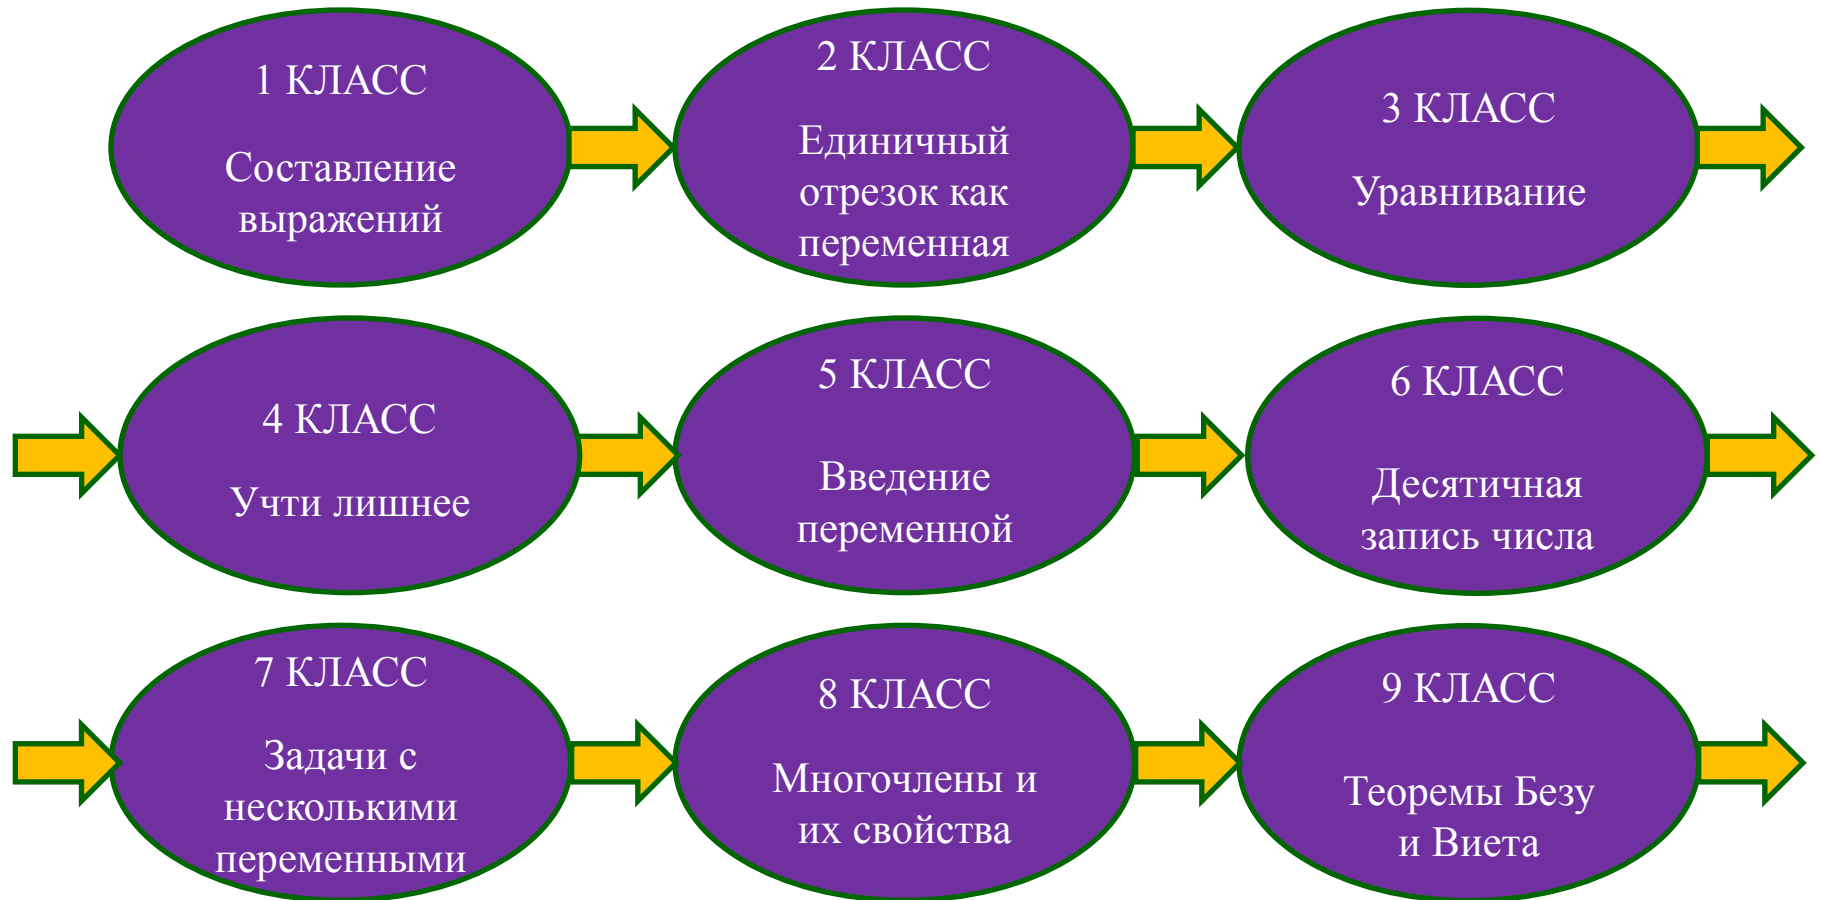 1 КЛАСС
Составление
выражений
2 КЛАСС
Единичный
отрезок как
переменная
3 КЛАСС
Уравнивание
4 КЛАСС
Учти лишнее
5 КЛАСС
Введение
переменной
6 КЛАСС
Десятичная
запись числа
7 КЛАСС
Задачи с
несколькими
переменными
8 КЛАСС
Многочлены и
их свойства
9 КЛАСС
Теоремы Безу
и Виета